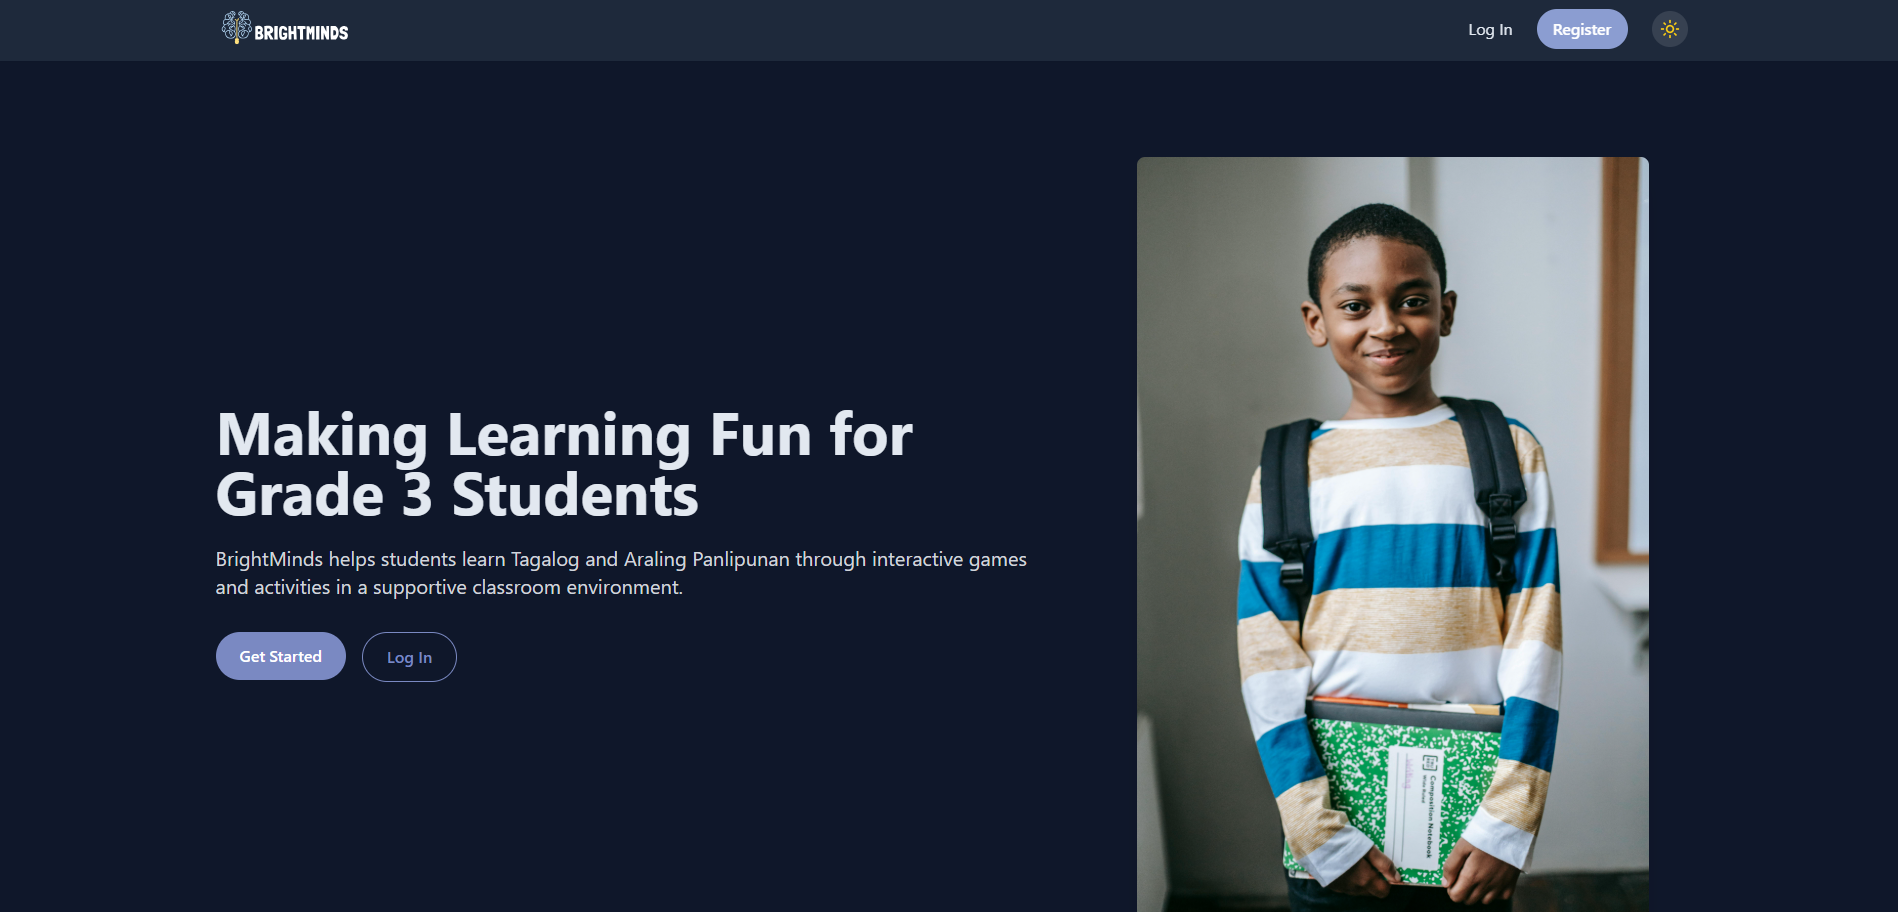 BRIGHTMINDS
Log In
Register
Making Learning Fun for
Grade 3 Students
BrightMinds helps students learn Tagalog and Araling Panlipunan through interactive games
and activities in a supportive classroom environment.
Get Started
Log In
Composition Notebook